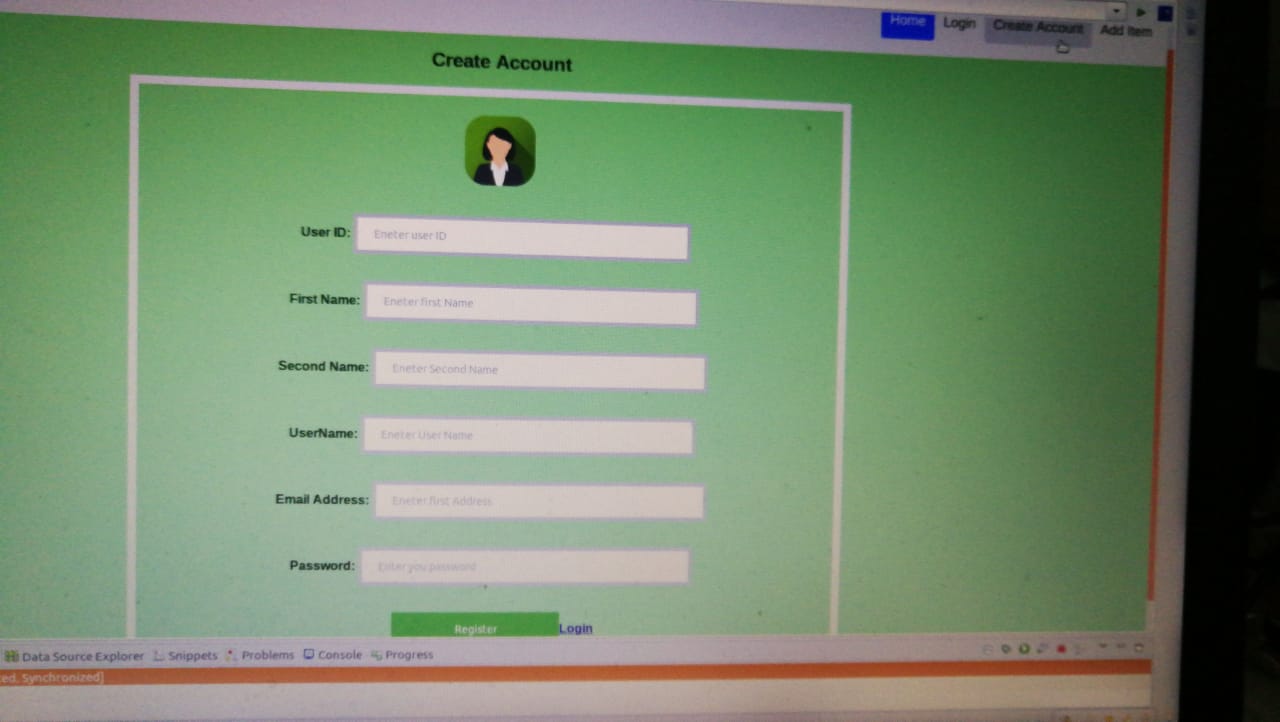 Home Login Create Account Add Item
Create Account
User ID: Eneter user ID
First Name: Eneter first Name
Second Name: Eneter Second Name
UserName: Eneter User Name
Email Address: Eneter first Address
Password: Enter you password
Register Login
Data Source Explorer Snippets Problems Console Progress
Synchronized]